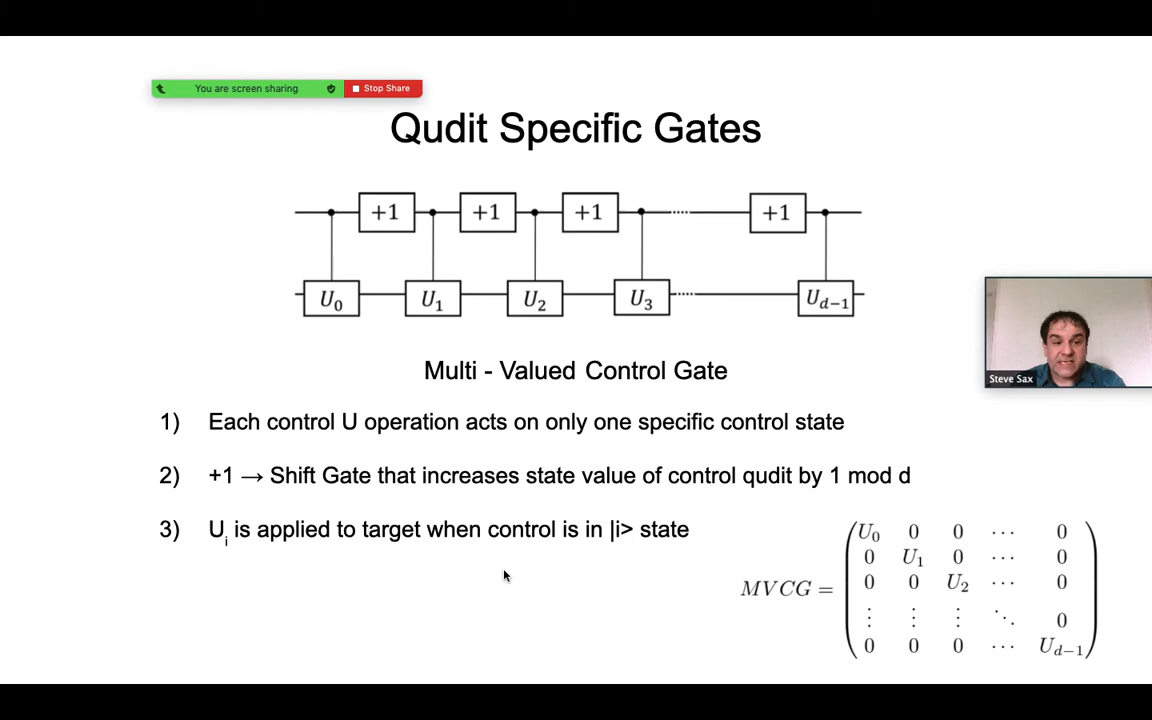 You are screen sharing Stop Share
Qudit Specific Gates
+1 +1 +1 +1
U₀ U₁ U₂ U₃ U_{d−1}
Multi - Valued Control Gate
Steve Sax
1) Each control U operation acts on only one specific control state
2) +1 → Shift Gate that increases state value of control qudit by 1 mod d
3) Uᵢ is applied to target when control is in |i> state
U₀ 0 0 ⋯ 0
0 U₁ 0 ⋯ 0
MVCG =
0 0 U₂ ⋯ 0
⋮ ⋮ ⋮ ⋱ 0
0 0 0 ⋯ U_{d−1}